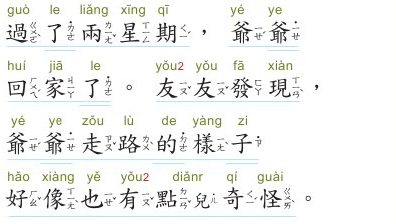 guò le liǎng xīng qī yé ye
過了兩星期，爺爺
huí jiā le yǒu2 yǒu fā xiàn
回家了。友友發現，
yé ye zǒu lù de yàng zi
爺爺走路的樣子
hǎo xiàng yě yǒu2 diǎnr qí guài
好像也有點兒奇怪。